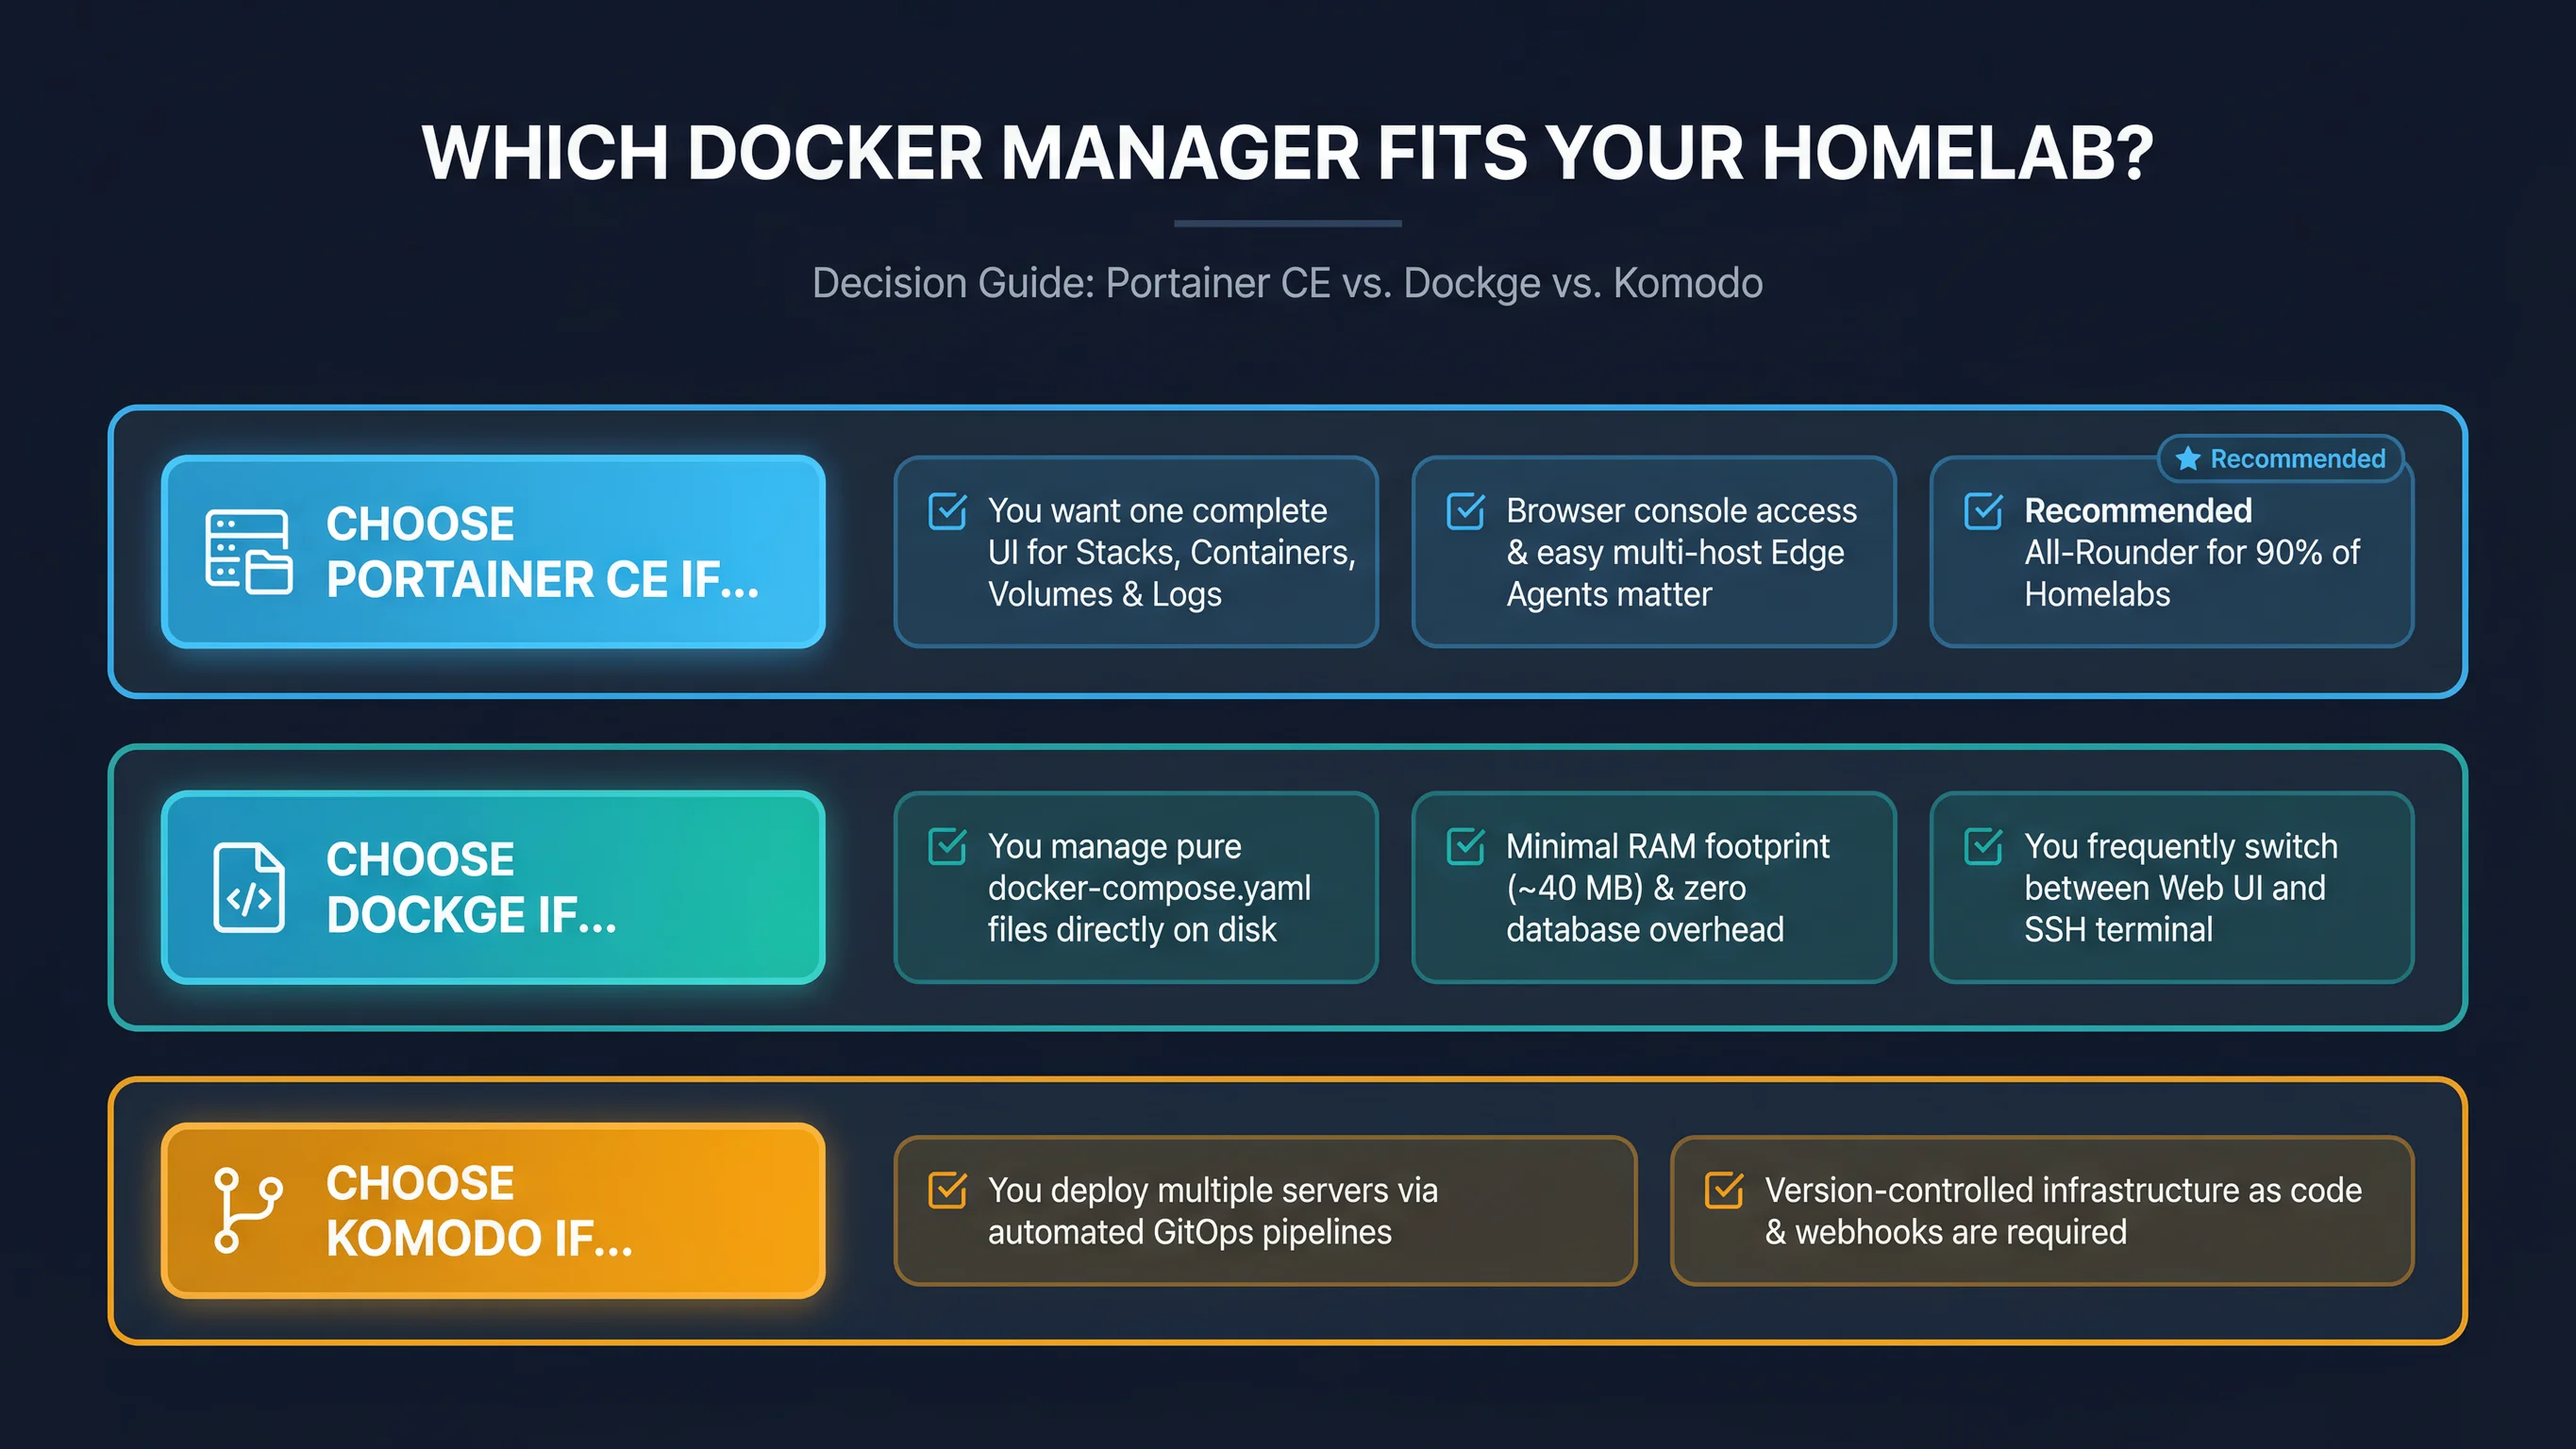 WHICH DOCKER MANAGER FITS YOUR HOMELAB?
Decision Guide: Portainer CE vs. Dockge vs. Komodo
CHOOSE
PORTAINER CE IF...
You want one complete
UI for Stacks, Containers,
Volumes & Logs
Browser console access
& easy multi-host Edge
Agents matter
Recommended
Recommended
All-Rounder for 90% of
Homelabs
CHOOSE
DOCKGE IF...
You manage pure
docker-compose.yaml
files directly on disk
Minimal RAM footprint
(~40 MB) & zero
database overhead
You frequently switch
between Web UI and
SSH terminal
CHOOSE
KOMODO IF...
You deploy multiple servers via
automated GitOps pipelines
Version-controlled infrastructure as code
& webhooks are required